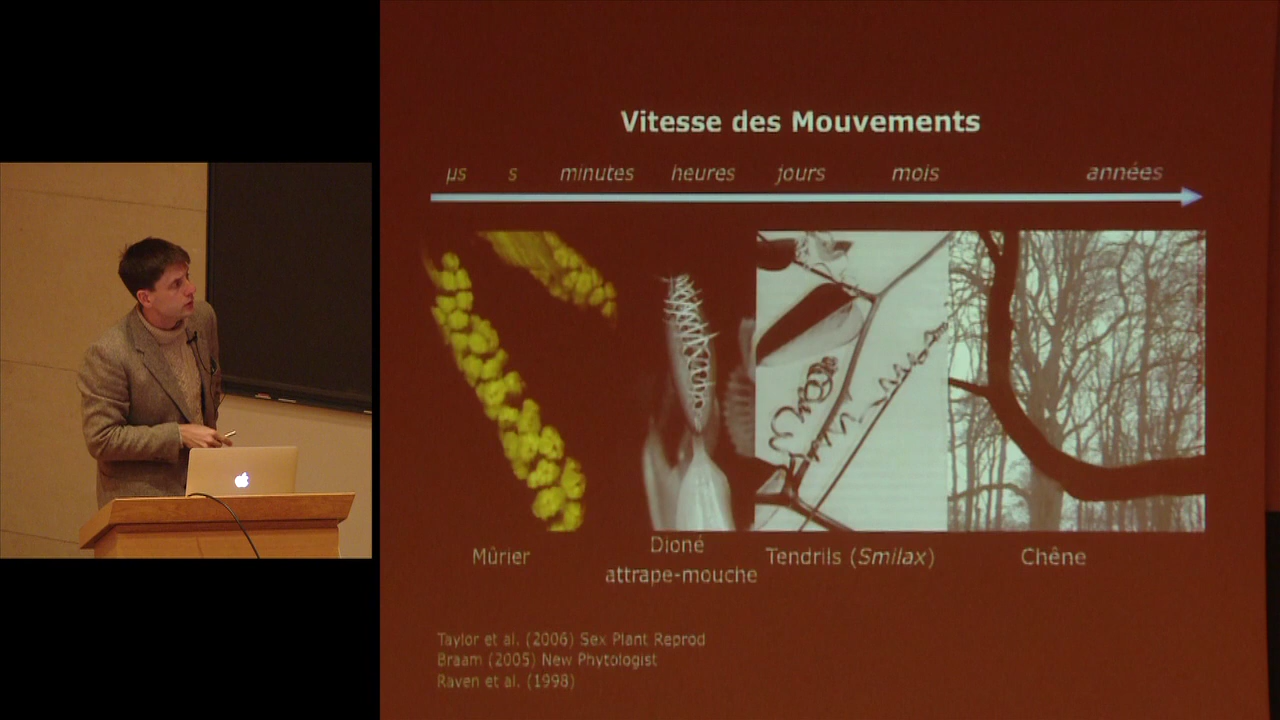 Vitesse des Mouvements
µs s minutes heures jours mois années
Mûrier
Dioné
attrape-mouche
Tendrils (Smilax)
Chêne
Taylor et al. (2006) Sex Plant Reprod
Braam (2005) New Phytologist
Raven et al. (1998)